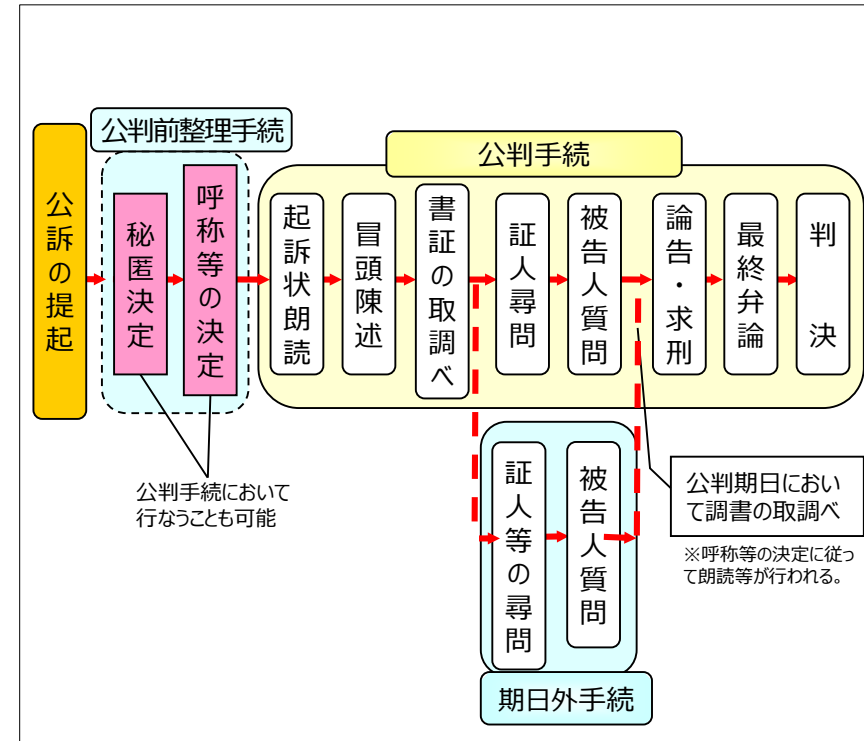 公判前整理手続
公判手続
公訴の提起
秘匿決定
呼称等の決定
起訴状朗読
冒頭陳述
書証の取調べ
証人尋問
被告人質問
論告・求刑
最終弁論
判決
公判手続において
行なうことも可能
証人等の尋問
被告人質問
期日外手続
公判期日におい
て調書の取調べ
※呼称等の決定に従っ
て朗読等が行われる。